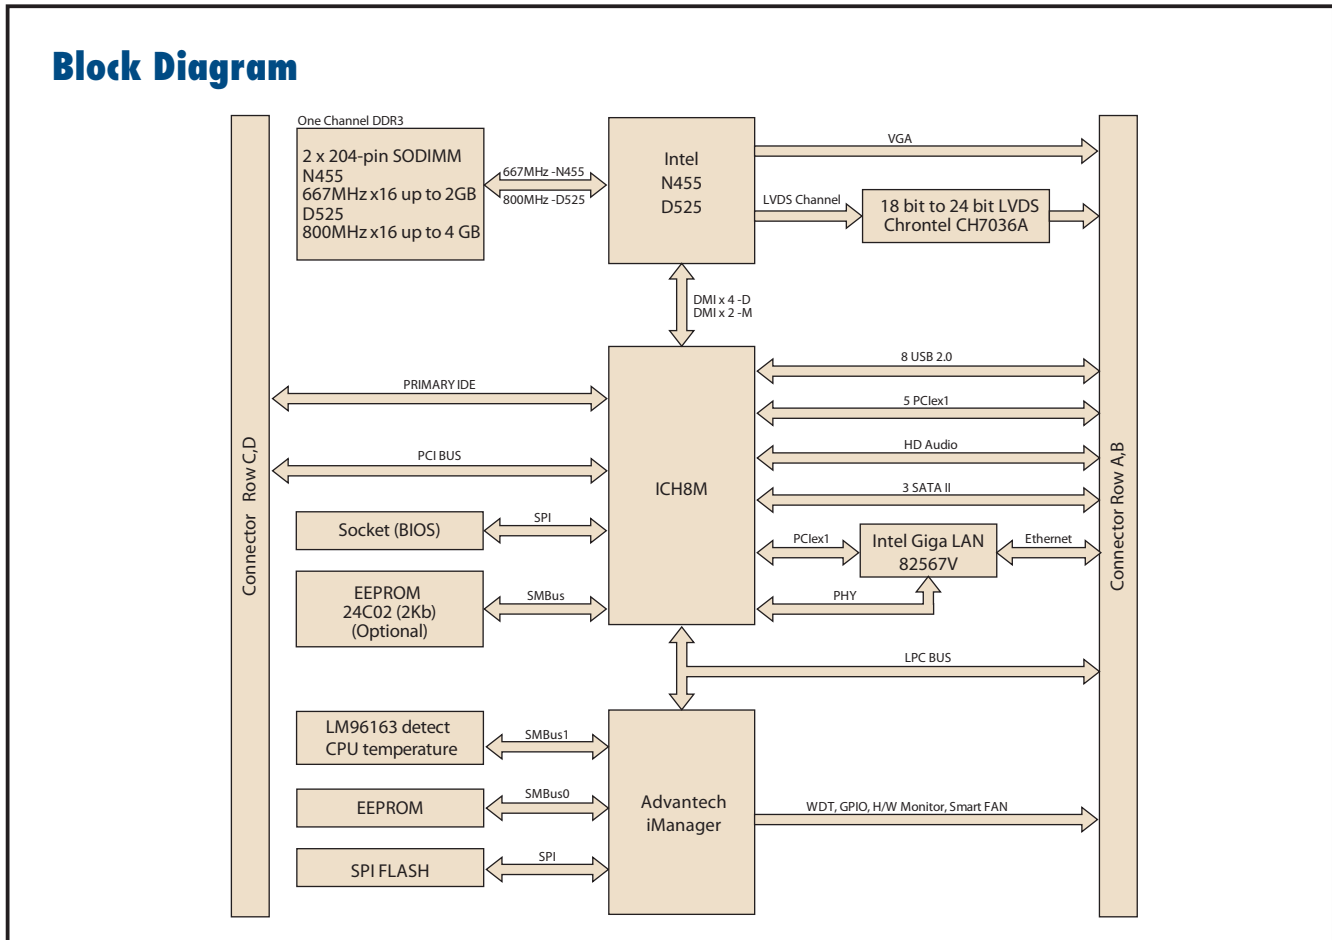 Block Diagram
One Channel DDR3
2 x 204-pin SODIMM
N455
667MHz x16 up to 2GB
D525
800MHz x16 up to 4 GB
667MHz -N455
800MHz -D525
Intel
N455
D525
VGA
LVDS Channel
18 bit to 24 bit LVDS
Chrontel CH7036A
DMI x 4 -D
DMI x 2 -M
PRIMARY IDE
PCI BUS
Socket (BIOS)
SPI
EEPROM
24C02 (2Kb)
(Optional)
SMBus
ICH8M
8 USB 2.0
5 PCIex1
HD Audio
3 SATA II
PCIex1
Intel Giga LAN
82567V
Ethernet
PHY
LPC BUS
Connector Row C,D
Connector Row A,B
LM96163 detect
CPU temperature
SMBus1
EEPROM
SMBus0
SPI FLASH
SPI
Advantech
iManager
WDT, GPIO, H/W Monitor, Smart FAN